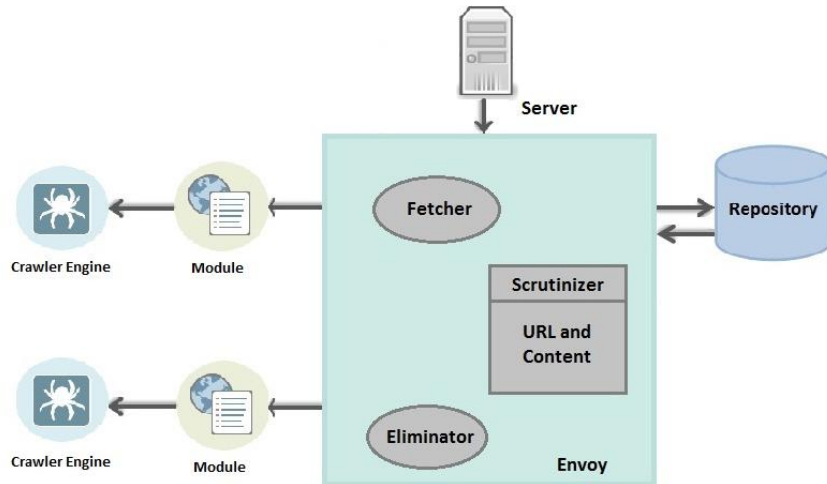 Server
Fetcher
Repository
Crawler Engine
Module
Scrutinizer
URL and
Content
Eliminator
Crawler Engine
Module
Envoy